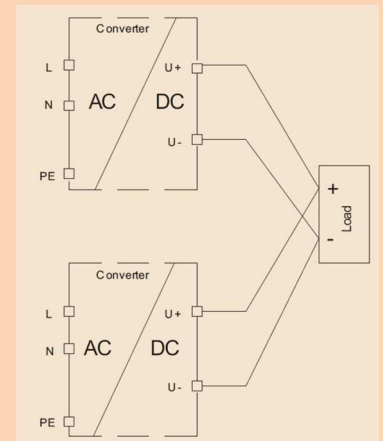 Converter
L
U+
N
AC DC
U-
PE
+
Load
-
Converter
L
U+
N
AC DC
U-
PE